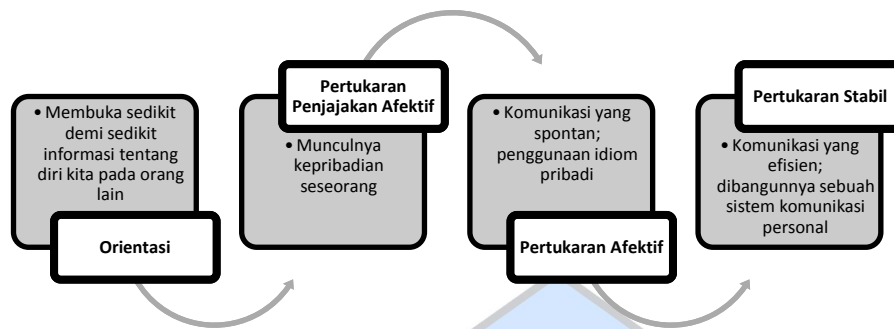 • Membuka sedikit
demi sedikit
informasi tentang
diri kita pada orang
lain
Orientasi
Pertukaran
Penjajakan Afektif
• Munculnya
kepribadian
seseorang
• Komunikasi yang
spontan;
penggunaan idiom
pribadi
Pertukaran Afektif
Pertukaran Stabil
• Komunikasi yang
efisien;
dibangunnya sebuah
sistem komunikasi
personal